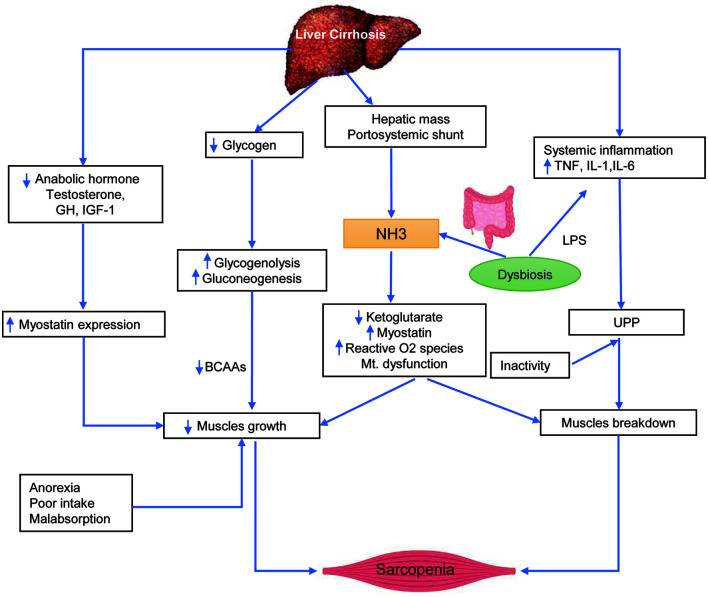 Liver Cirrhosis
Hepatic mass
Portosystemic shunt
Glycogen
Systemic inflammation
TNF, IL-1,IL-6
Anabolic hormone
Testosterone,
GH, IGF-1
NH3
LPS
Dysbiosis
Glycogenolysis
Gluconeogenesis
Myostatin expression
Ketoglutarate
Myostatin
Reactive O2 species
Mt. dysfunction
UPP
Inactivity
BCAAs
Muscles growth
Muscles breakdown
Anorexia
Poor intake
Malabsorption
Sarcopenia